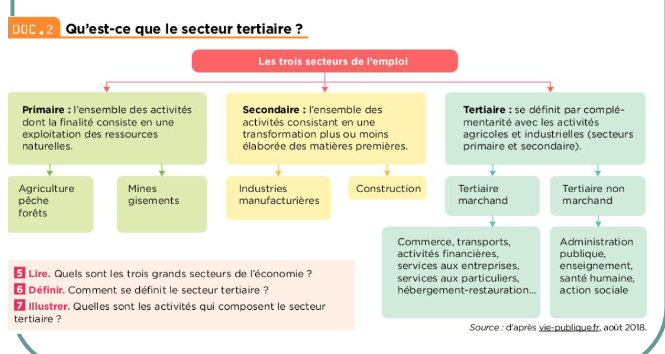 DOC.2 Qu'est-ce que le secteur tertiaire ?
Les trois secteurs de l'emploi
Primaire : l'ensemble des activités
dont la finalité consiste en une
exploitation des ressources
naturelles.
Secondaire : l'ensemble des
activités consistant en une
transformation plus ou moins
élaborée des matières premières.
Tertiaire : se définit par complé-
mentarité avec les activités
agricoles et industrielles (secteurs
primaire et secondaire).
Agriculture
pêche
forêts
Mines
gisements
Industries
manufacturières
Construction
Tertiaire
marchand
Tertiaire non
marchand
Commerce, transports,
activités financières,
services aux entreprises,
services aux particuliers,
hébergement-restauration...
Administration
publique,
enseignement,
santé humaine,
action sociale
5 Lire. Quels sont les trois grands secteurs de l'économie ?
6 Définir. Comment se définit le secteur tertiaire ?
7 Illustrer. Quelles sont les activités qui composent le secteur
tertiaire ?
Source : d'après vie-publique.fr, août 2018.